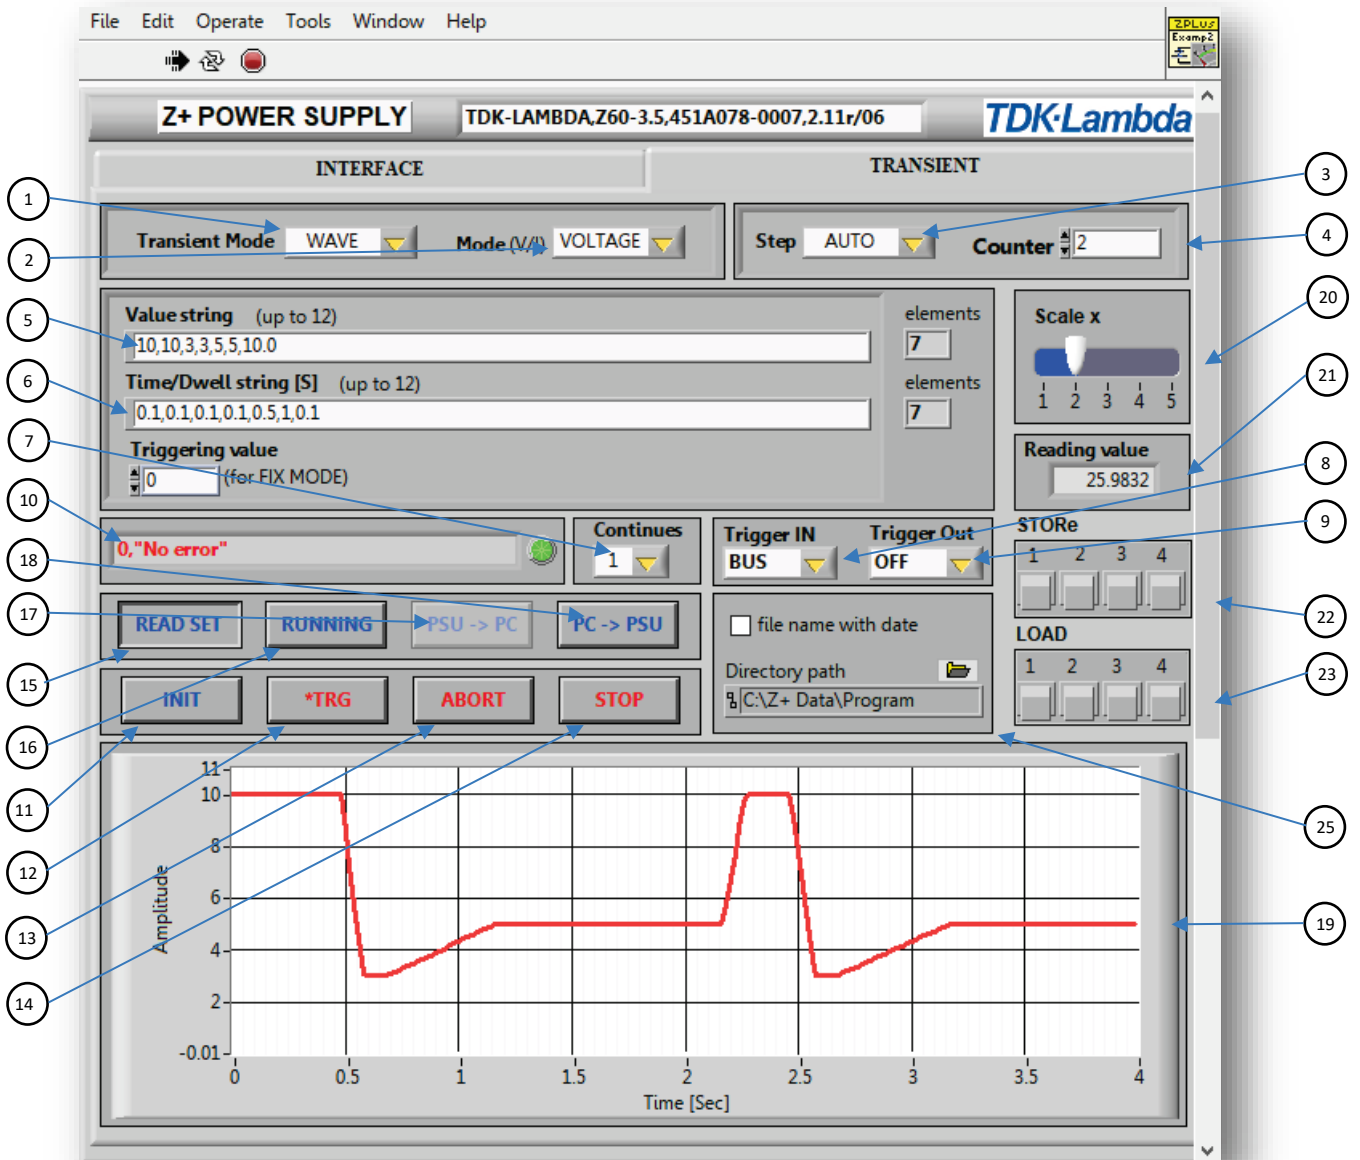 File Edit Operate Tools Window Help
ZPLus
Examp2
Z+ POWER SUPPLY TDK-LAMBDA,Z60-3.5,451A078-0007,2.11r/06 TDK·Lambda
INTERFACE TRANSIENT
1 Transient Mode WAVE Mode (V/I) VOLTAGE Step AUTO Counter 2 3
2 4
Value string (up to 12) elements Scale x 20
5 10,10,3,3,5,5,10.0 7
6 Time/Dwell string [S] (up to 12) elements 21
0.1,0.1,0.1,0.1,0.5,1,0.1 7 1 2 3 4 5
7 Triggering value Reading value 8
0 (for FIX MODE) 25.9832
10 0,"No error" Continues Trigger IN Trigger Out STORe 9
18 1 BUS OFF 1 2 3 4
17 READ SET RUNNING PSU -> PC PC -> PSU file name with date LOAD 22
15 Directory path 1 2 3 4 23
INIT *TRG ABORT STOP C:\Z+ Data\Program
16
11 25
12
13 19
14
Amplitude
11
10
8
6
4
2
-0.01
0 0.5 1 1.5 2 2.5 3 3.5 4
Time [Sec]